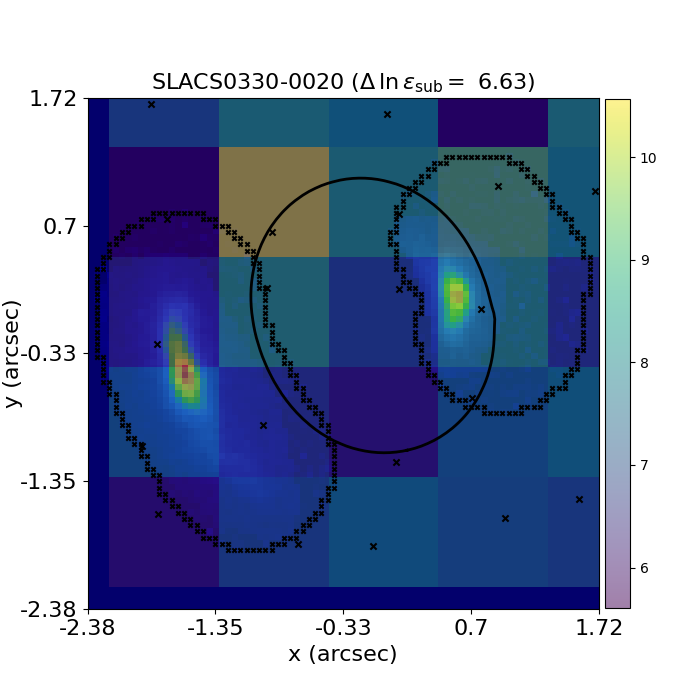 SLACS0330-0020 (Δ ln ε_sub = 6.63)
1.72
0.7
-0.33
-1.35
-2.38
y (arcsec)
-2.38 -1.35 -0.33 0.7 1.72
x (arcsec)
10
9
8
7
6